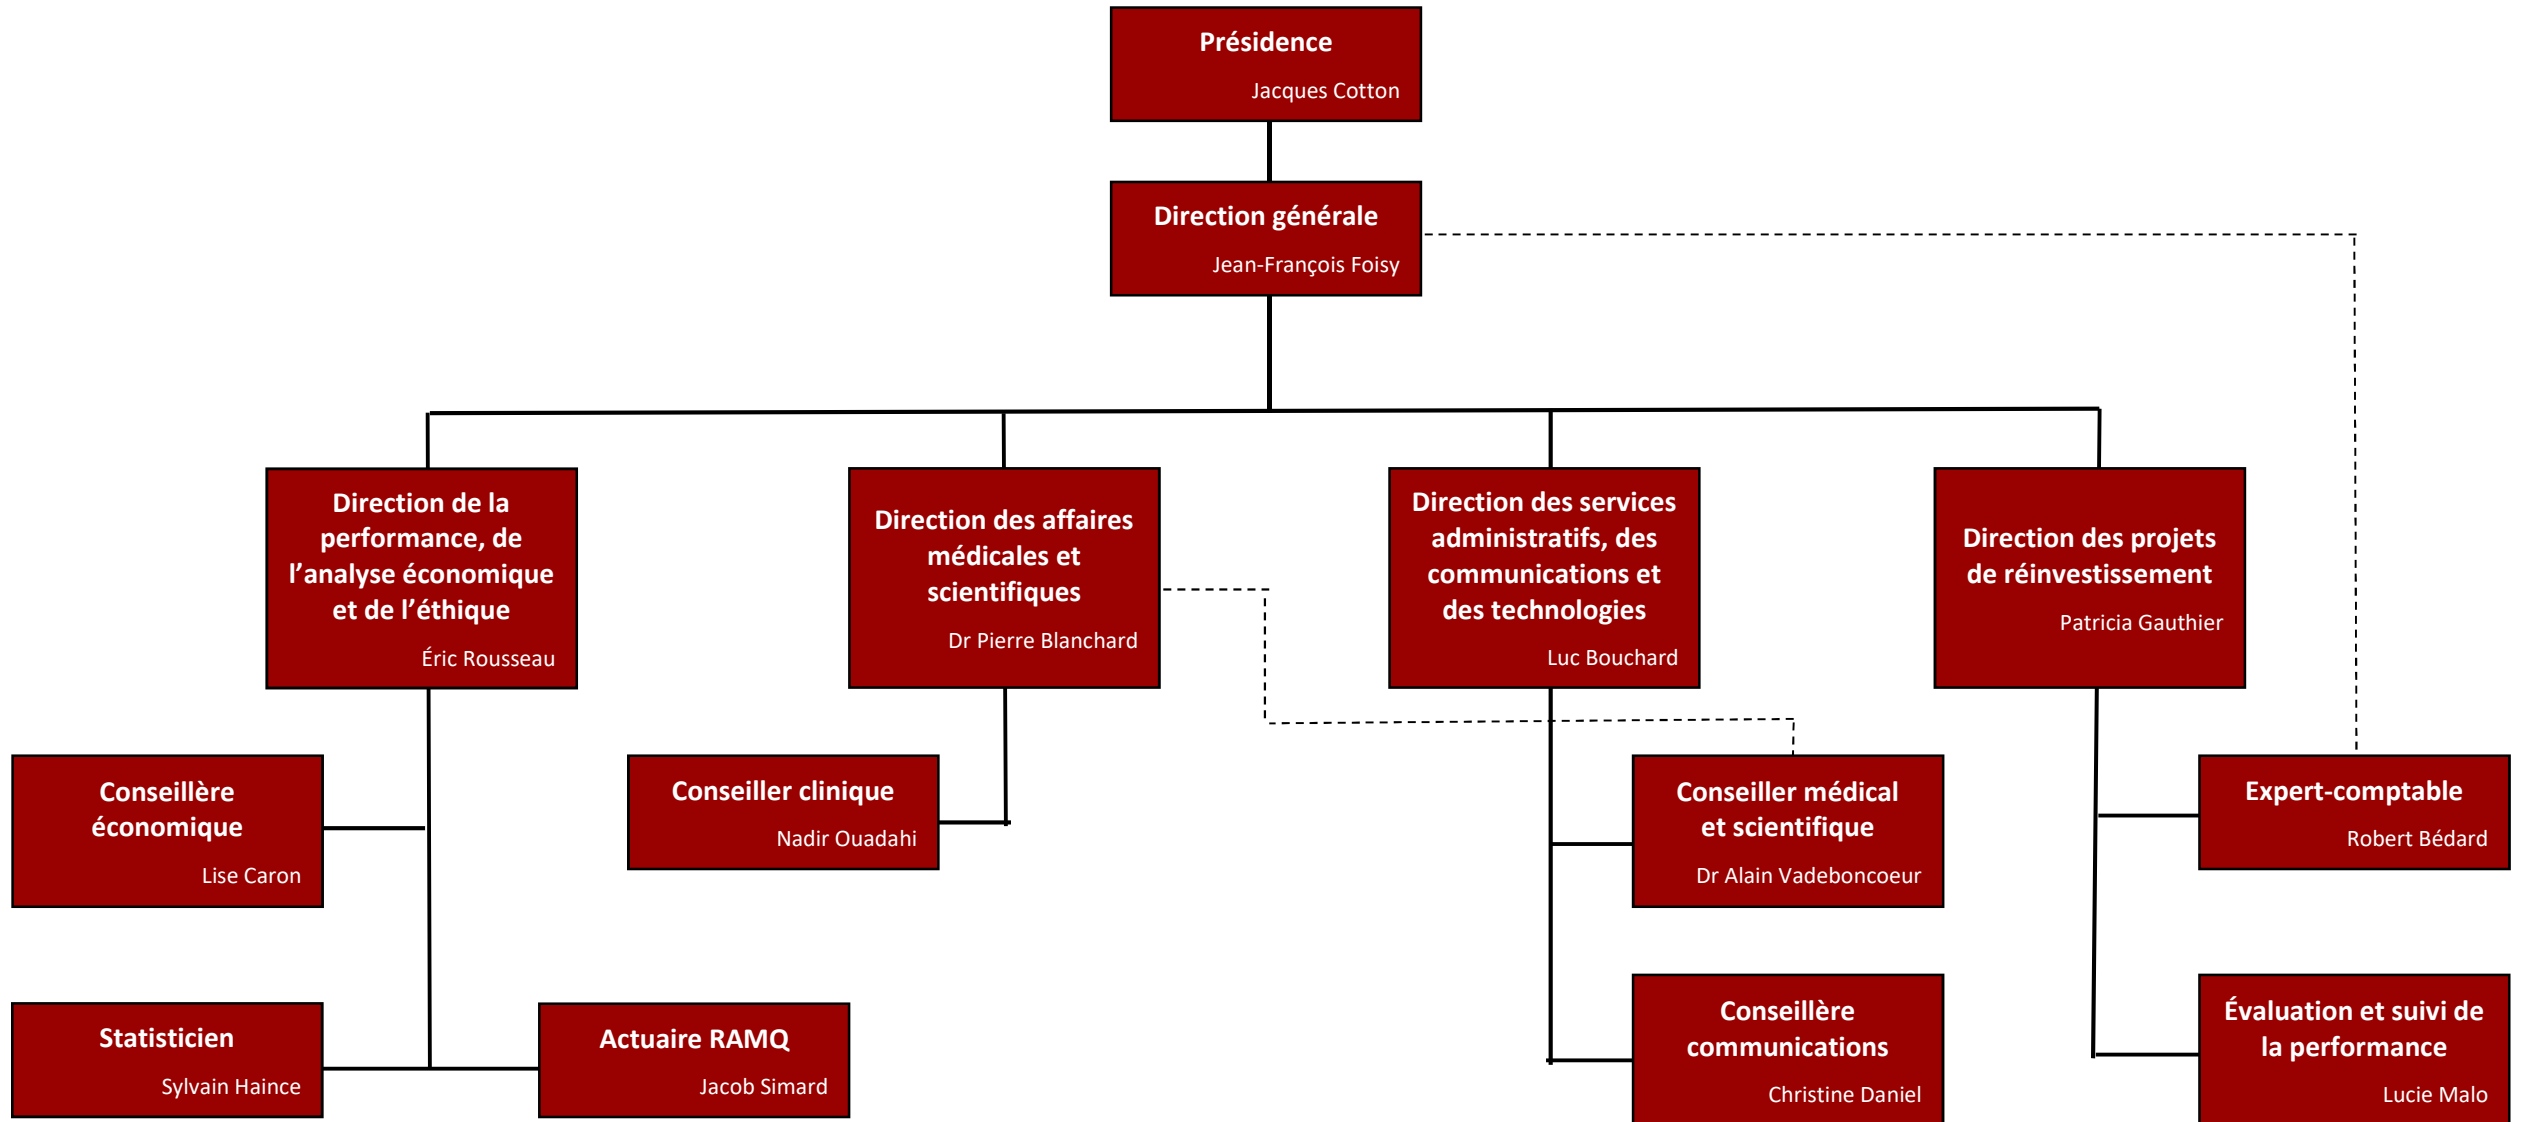 Présidence
Jacques Cotton
Direction générale
Jean-François Foisy
Direction de la
performance, de
l’analyse économique
et de l’éthique
Éric Rousseau
Direction des affaires
médicales et
scientifiques
Dr Pierre Blanchard
Direction des services
administratifs, des
communications et
des technologies
Luc Bouchard
Direction des projets
de réinvestissement
Patricia Gauthier
Conseillère
économique
Lise Caron
Conseiller clinique
Nadir Ouadahi
Conseiller médical
et scientifique
Dr Alain Vadeboncoeur
Expert-comptable
Robert Bédard
Statisticien
Sylvain Haince
Actuaire RAMQ
Jacob Simard
Conseillère
communications
Christine Daniel
Évaluation et suivi de
la performance
Lucie Malo